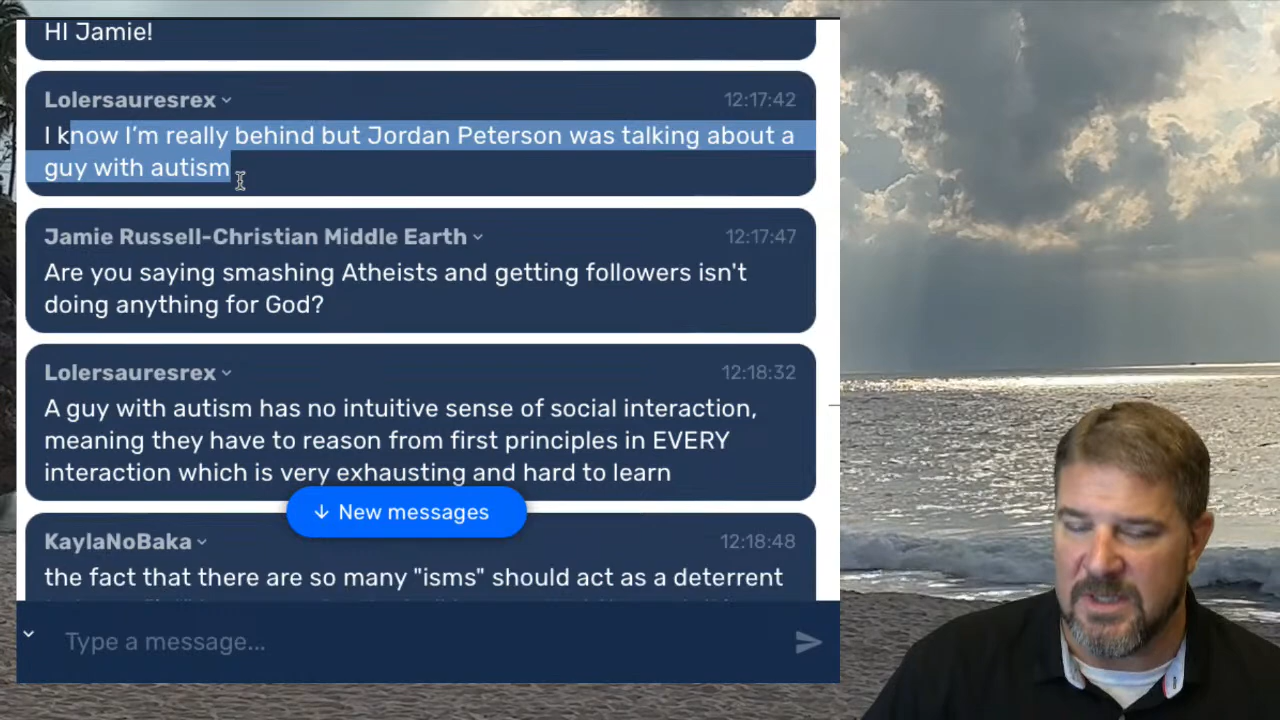 HI Jamie!
Lolersauresrex
12:17:42
I know I'm really behind but Jordan Peterson was talking about a
guy with autism
Jamie Russell-Christian Middle Earth
12:17:47
Are you saying smashing Atheists and getting followers isn't
doing anything for God?
Lolersauresrex
12:18:32
A guy with autism has no intuitive sense of social interaction,
meaning they have to reason from first principles in EVERY
interaction which is very exhausting and hard to learn
New messages
KaylaNoBaka
12:18:48
the fact that there are so many "isms" should act as a deterrent
Type a message...